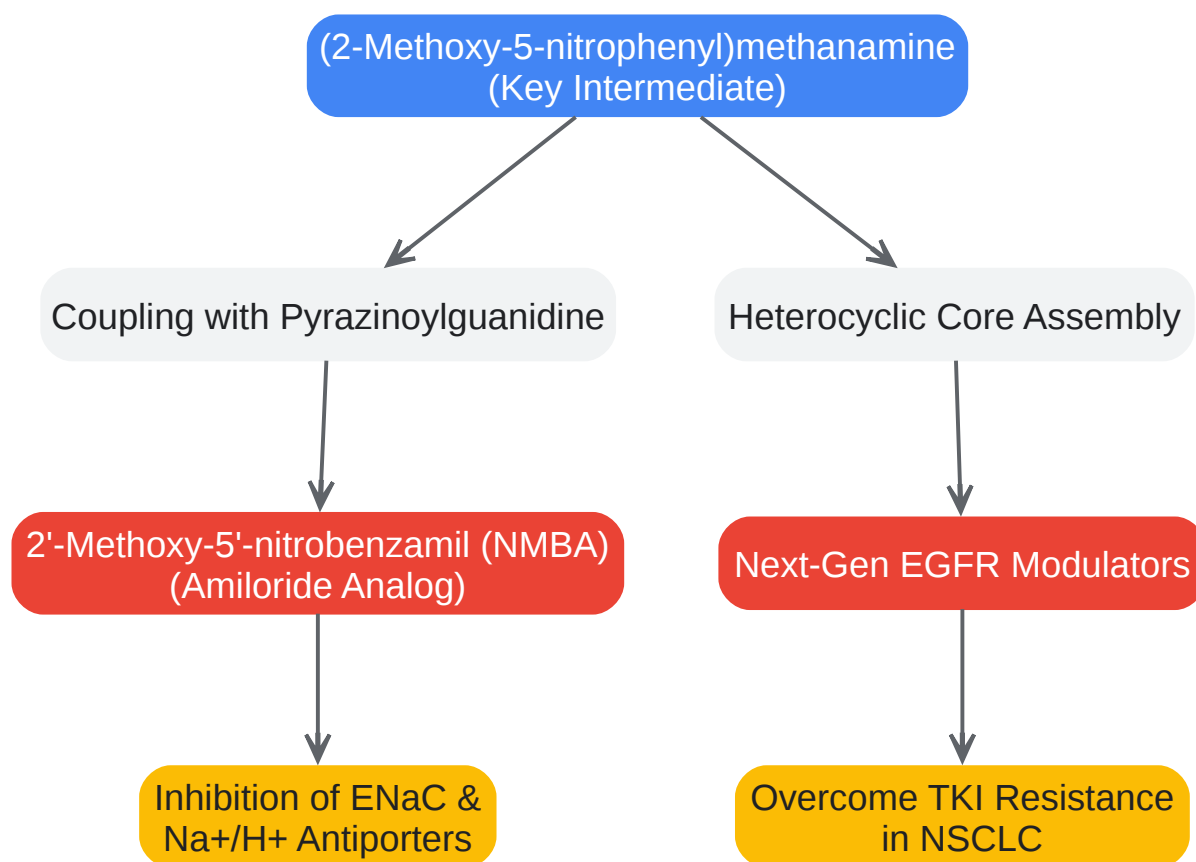 (2-Methoxy-5-nitrophenyl)methanamine
(Key Intermediate)
Coupling with Pyrazinoylguanidine
Heterocyclic Core Assembly
2'-Methoxy-5'-nitrobenzamil (NMBA)
(Amiloride Analog)
Next-Gen EGFR Modulators
Inhibition of ENaC &
Na+/H+ Antiporters
Overcome TKI Resistance
in NSCLC